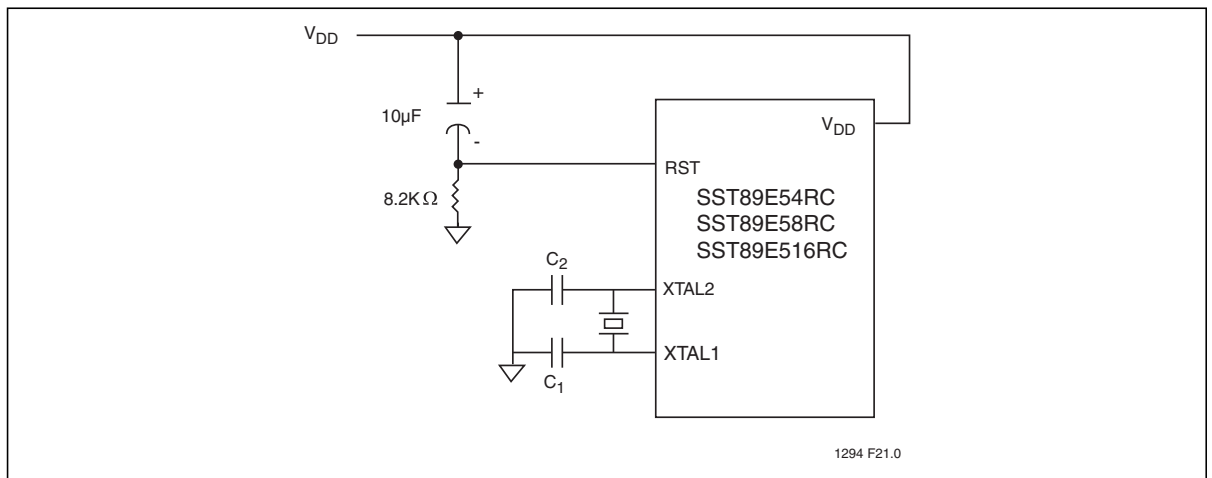 VDD
+
10µF
VDD
-
RST
8.2KΩ
SST89E54RC
SST89E58RC
SST89E516RC
C2
XTAL2
XTAL1
C1
1294 F21.0